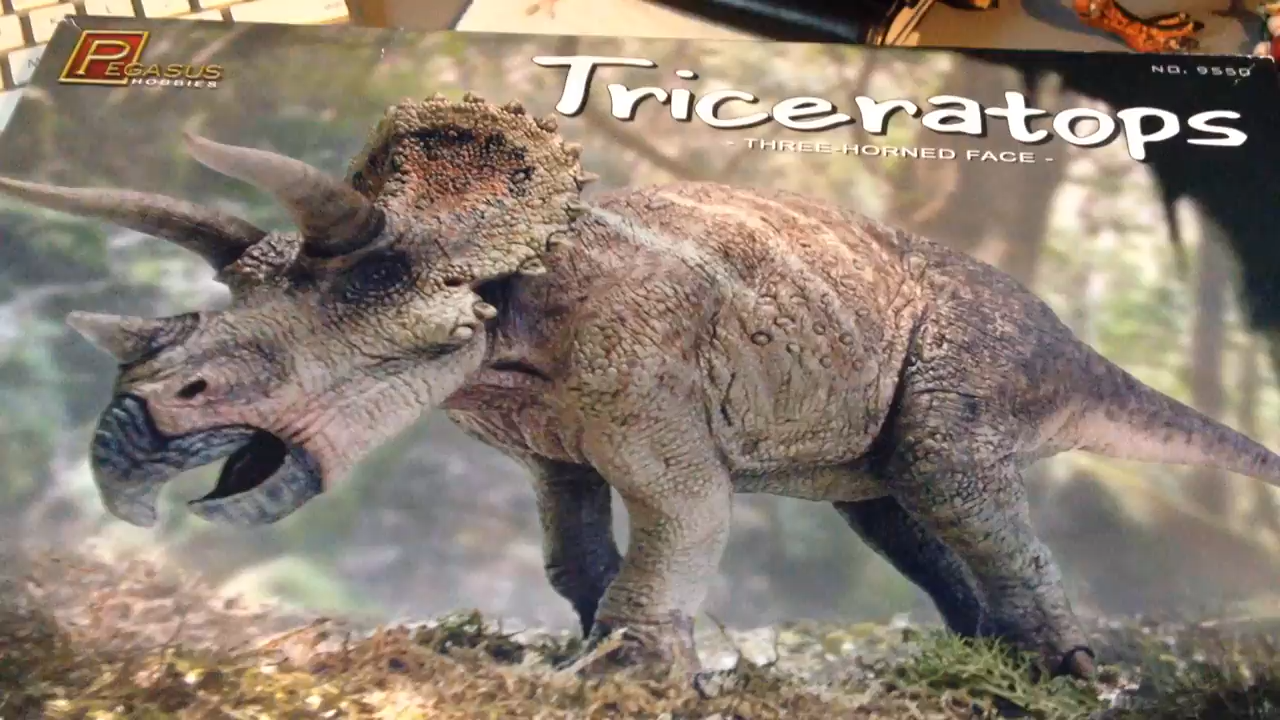 PEGASUS
HOBBIES
Triceratops
NO. 9550
- THREE-HORNED FACE -